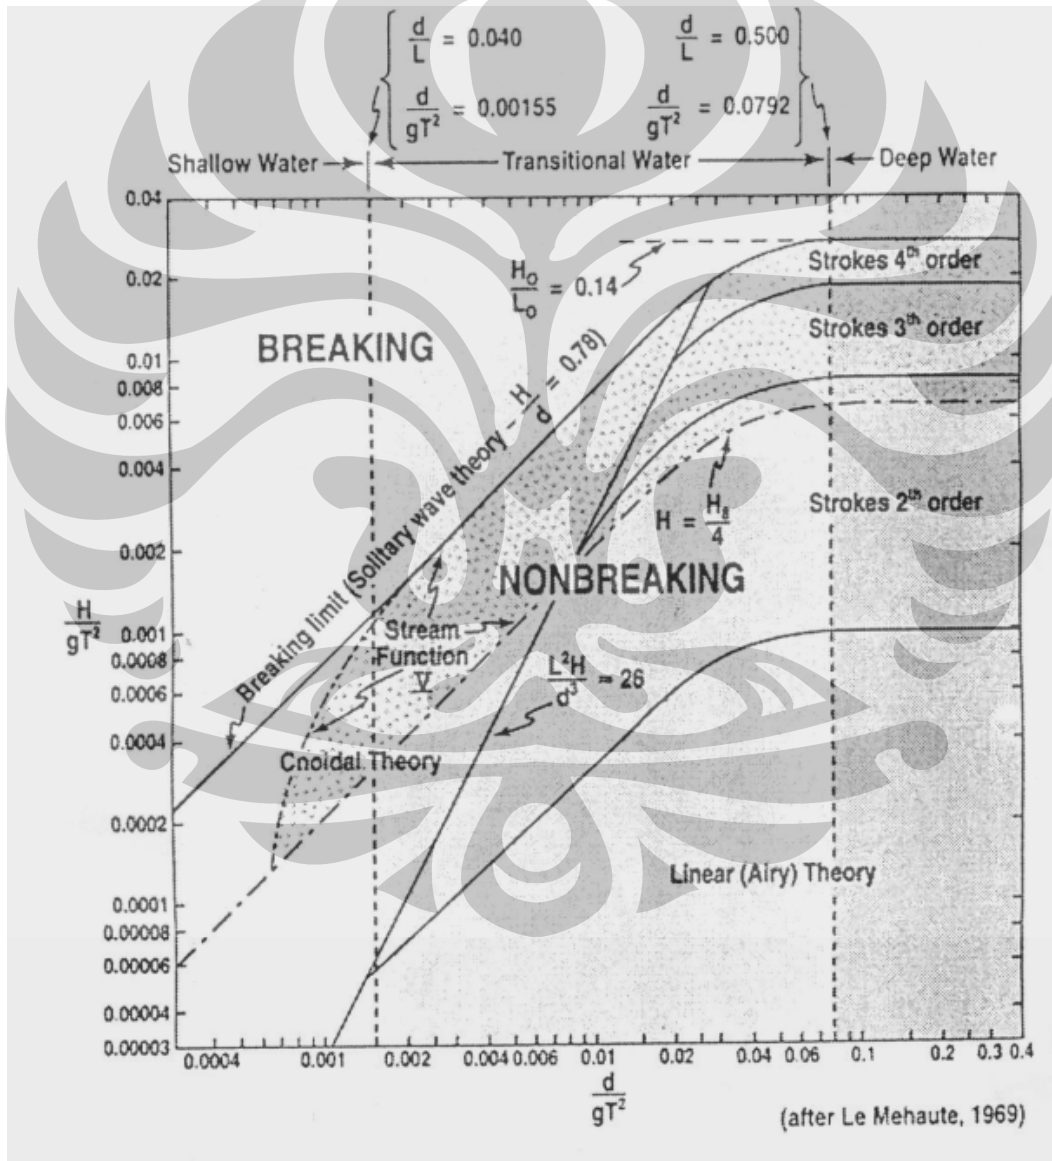 d/L = 0.040
d/gT² = 0.00155
d/L = 0.500
d/gT² = 0.0792
Shallow Water
Transitional Water
Deep Water
0.04
0.02
0.01
0.008
0.006
0.004
0.002
0.001
0.0008
0.0006
0.0004
0.0002
0.0001
0.00008
0.00006
0.00004
0.00003
H/gT²
BREAKING
H₀/L₀ = 0.14
Strokes 4th order
Strokes 3th order
Breaking limit (Solitary wave theory - H/d = 0.78)
H = H_B/4
Strokes 2th order
NONBREAKING
Stream
Function
V
L²H/d³ = 26
Cnoidal Theory
Linear (Airy) Theory
0.0004 0.001 0.002 0.004 0.006 0.01 0.02 0.04 0.06 0.1 0.2 0.3 0.4
d/gT²
(after Le Mehaute, 1969)